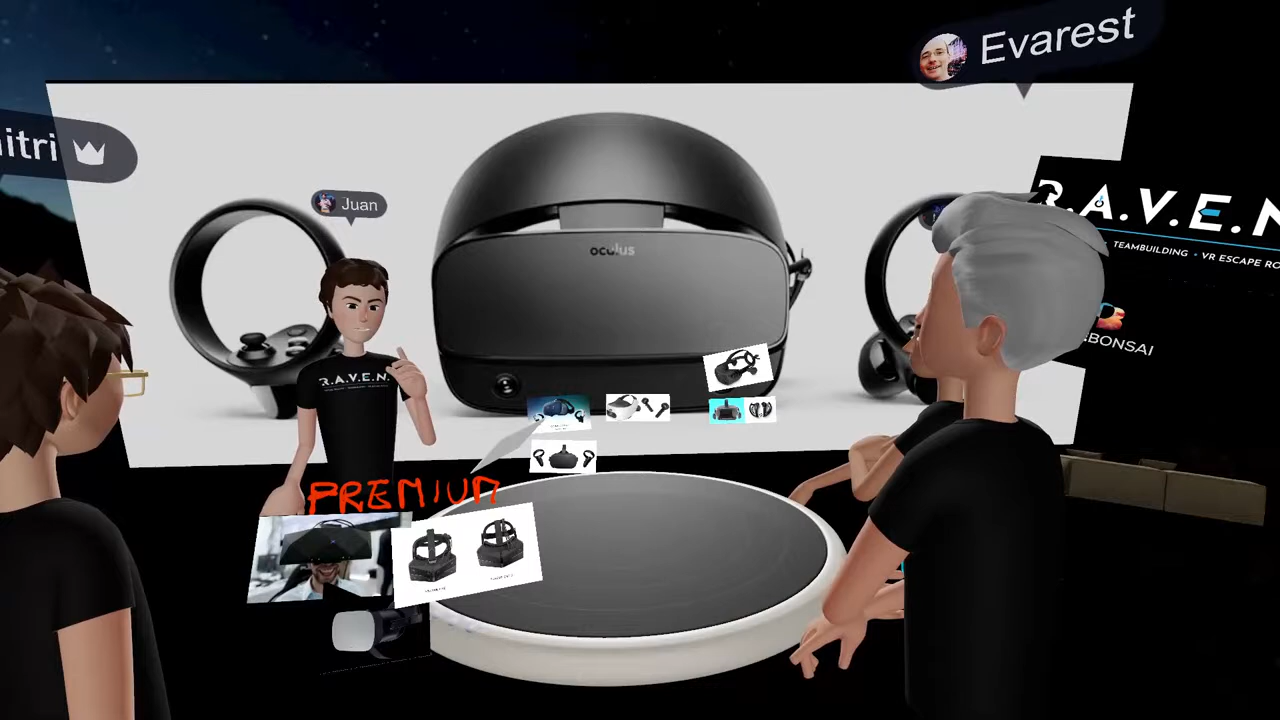 Evarest
itri
Juan
oculus
R.A.V.E.N
TEAMBUILDING • VR ESCAPE RO
.BONSAI
R.A.V.E.N.
PREMIUM